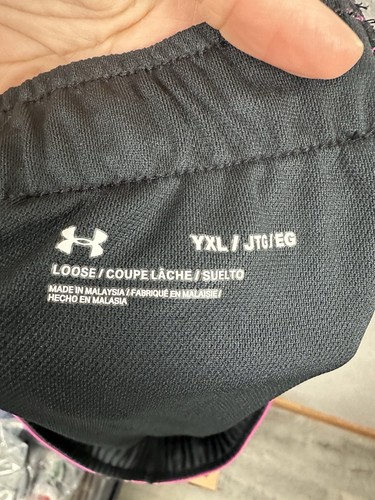 YXL / JTG/EG
LOOSE / COUPE LÂCHE / SUELTO
MADE IN MALAYSIA / FABRIQUÉ EN MALAISIE /
HECHO EN MALASIA